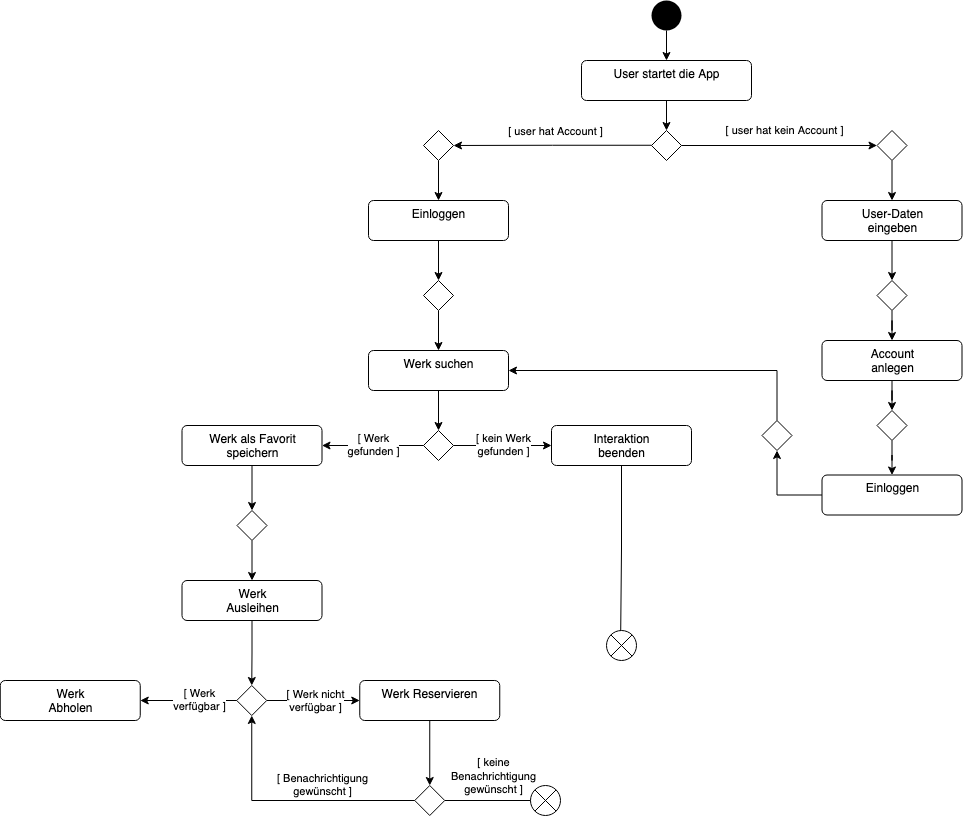 User startet die App
[ user hat Account ]
[ user hat kein Account ]
Einloggen
User-Daten
eingeben
Werk suchen
Account
anlegen
Werk als Favorit
speichern
[ Werk
gefunden ]
[ kein Werk
gefunden ]
Interaktion
beenden
Einloggen
Werk
Ausleihen
Werk
Abholen
[ Werk
verfügbar ]
[ Werk nicht
verfügbar ]
Werk Reservieren
[ Benachrichtigung
gewünscht ]
[ keine
Benachrichtigung
gewünscht ]